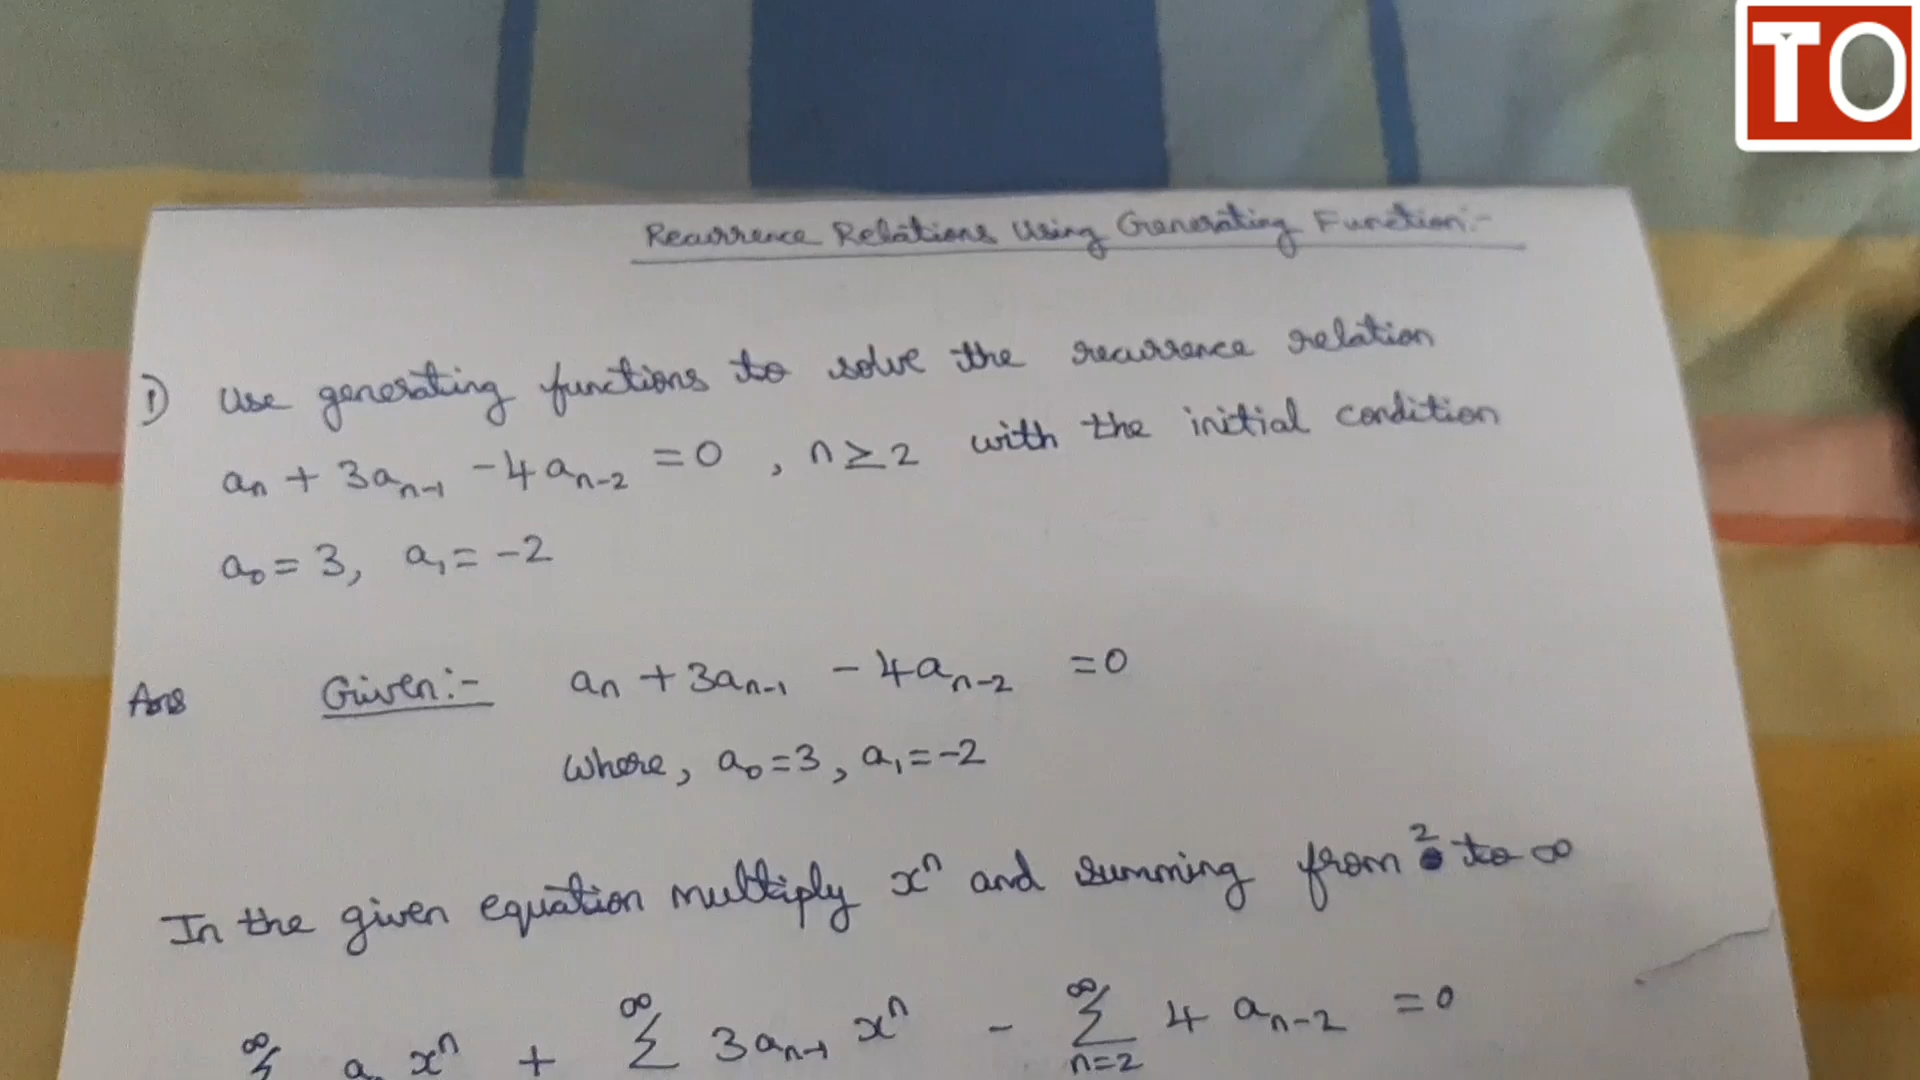 TO
Recurrence Relations Using Generating Function:-
1) Use generating functions to solve the recurrence relation
aₙ + 3aₙ₋₁ - 4aₙ₋₂ = 0 , n ≥ 2 with the initial condition
a₀ = 3, a₁ = -2
Ans Given:- aₙ + 3aₙ₋₁ - 4aₙ₋₂ = 0
Where, a₀ = 3, a₁ = -2
In the given equation multiply xⁿ and summing from 2 to ∞
∞ ∑ aₙ xⁿ + ∞ ∑ 3aₙ₋₁ xⁿ - ∞ ∑ n=2 4 aₙ₋₂ = 0